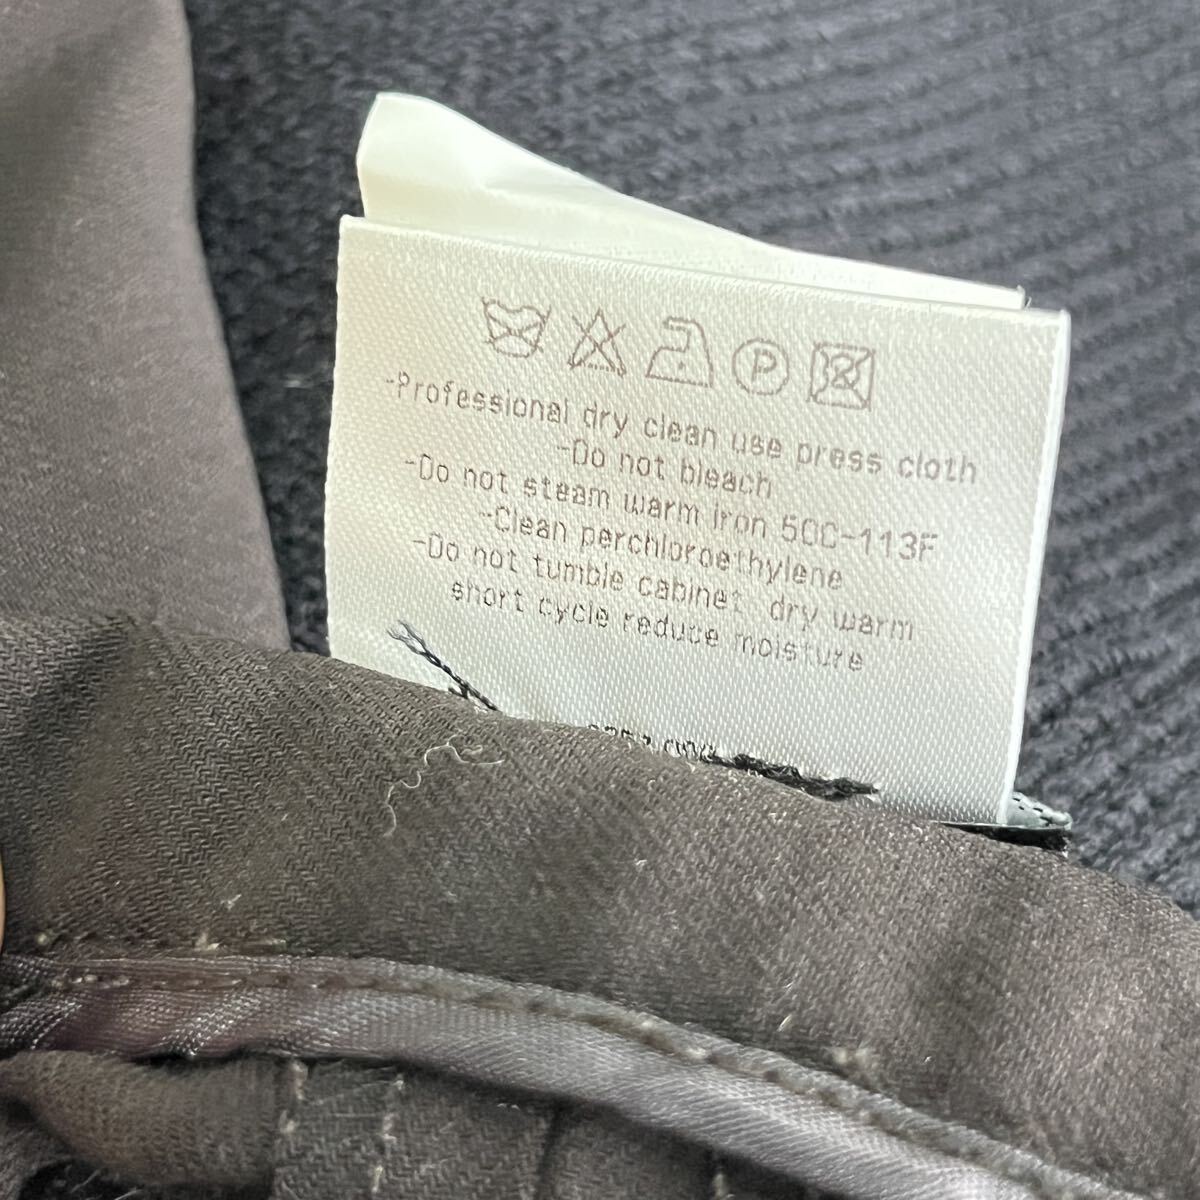 P
-Professional dry clean use press cloth
-Do not bleach
-Do not steam warm iron 50C-113F
-Clean perchloroethylene
-Do not tumble cabinet dry warm
short cycle reduce moisture